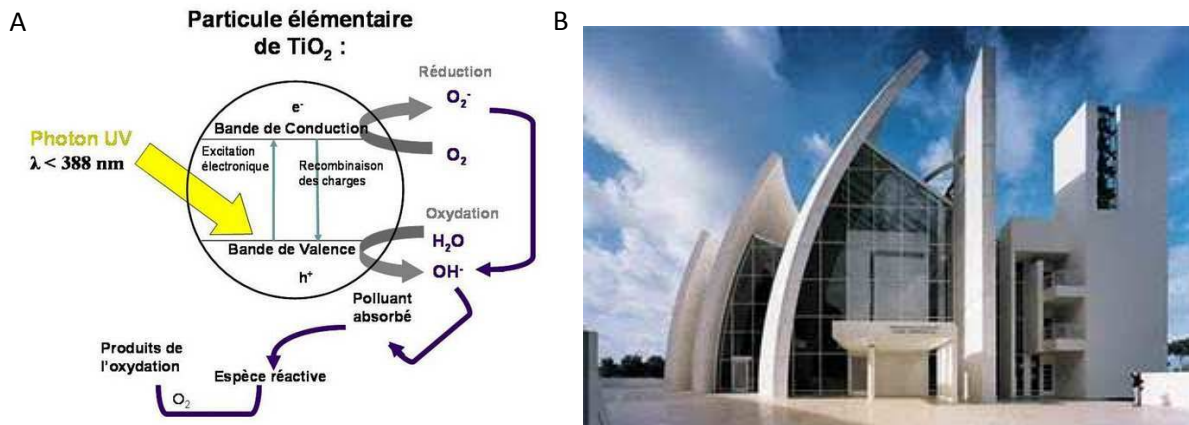 A
Particule élémentaire
de TiO₂ :
B
Réduction
O₂⁻
e⁻
Bande de Conduction
Photon UV
λ < 388 nm
Excitation
électronique
Recombinaison
des charges
O₂
Oxydation
H₂O
Bande de Valence
OH⁻
h⁺
Polluant
absorbé
Produits de
l'oxydation
Espèce réactive
O₂